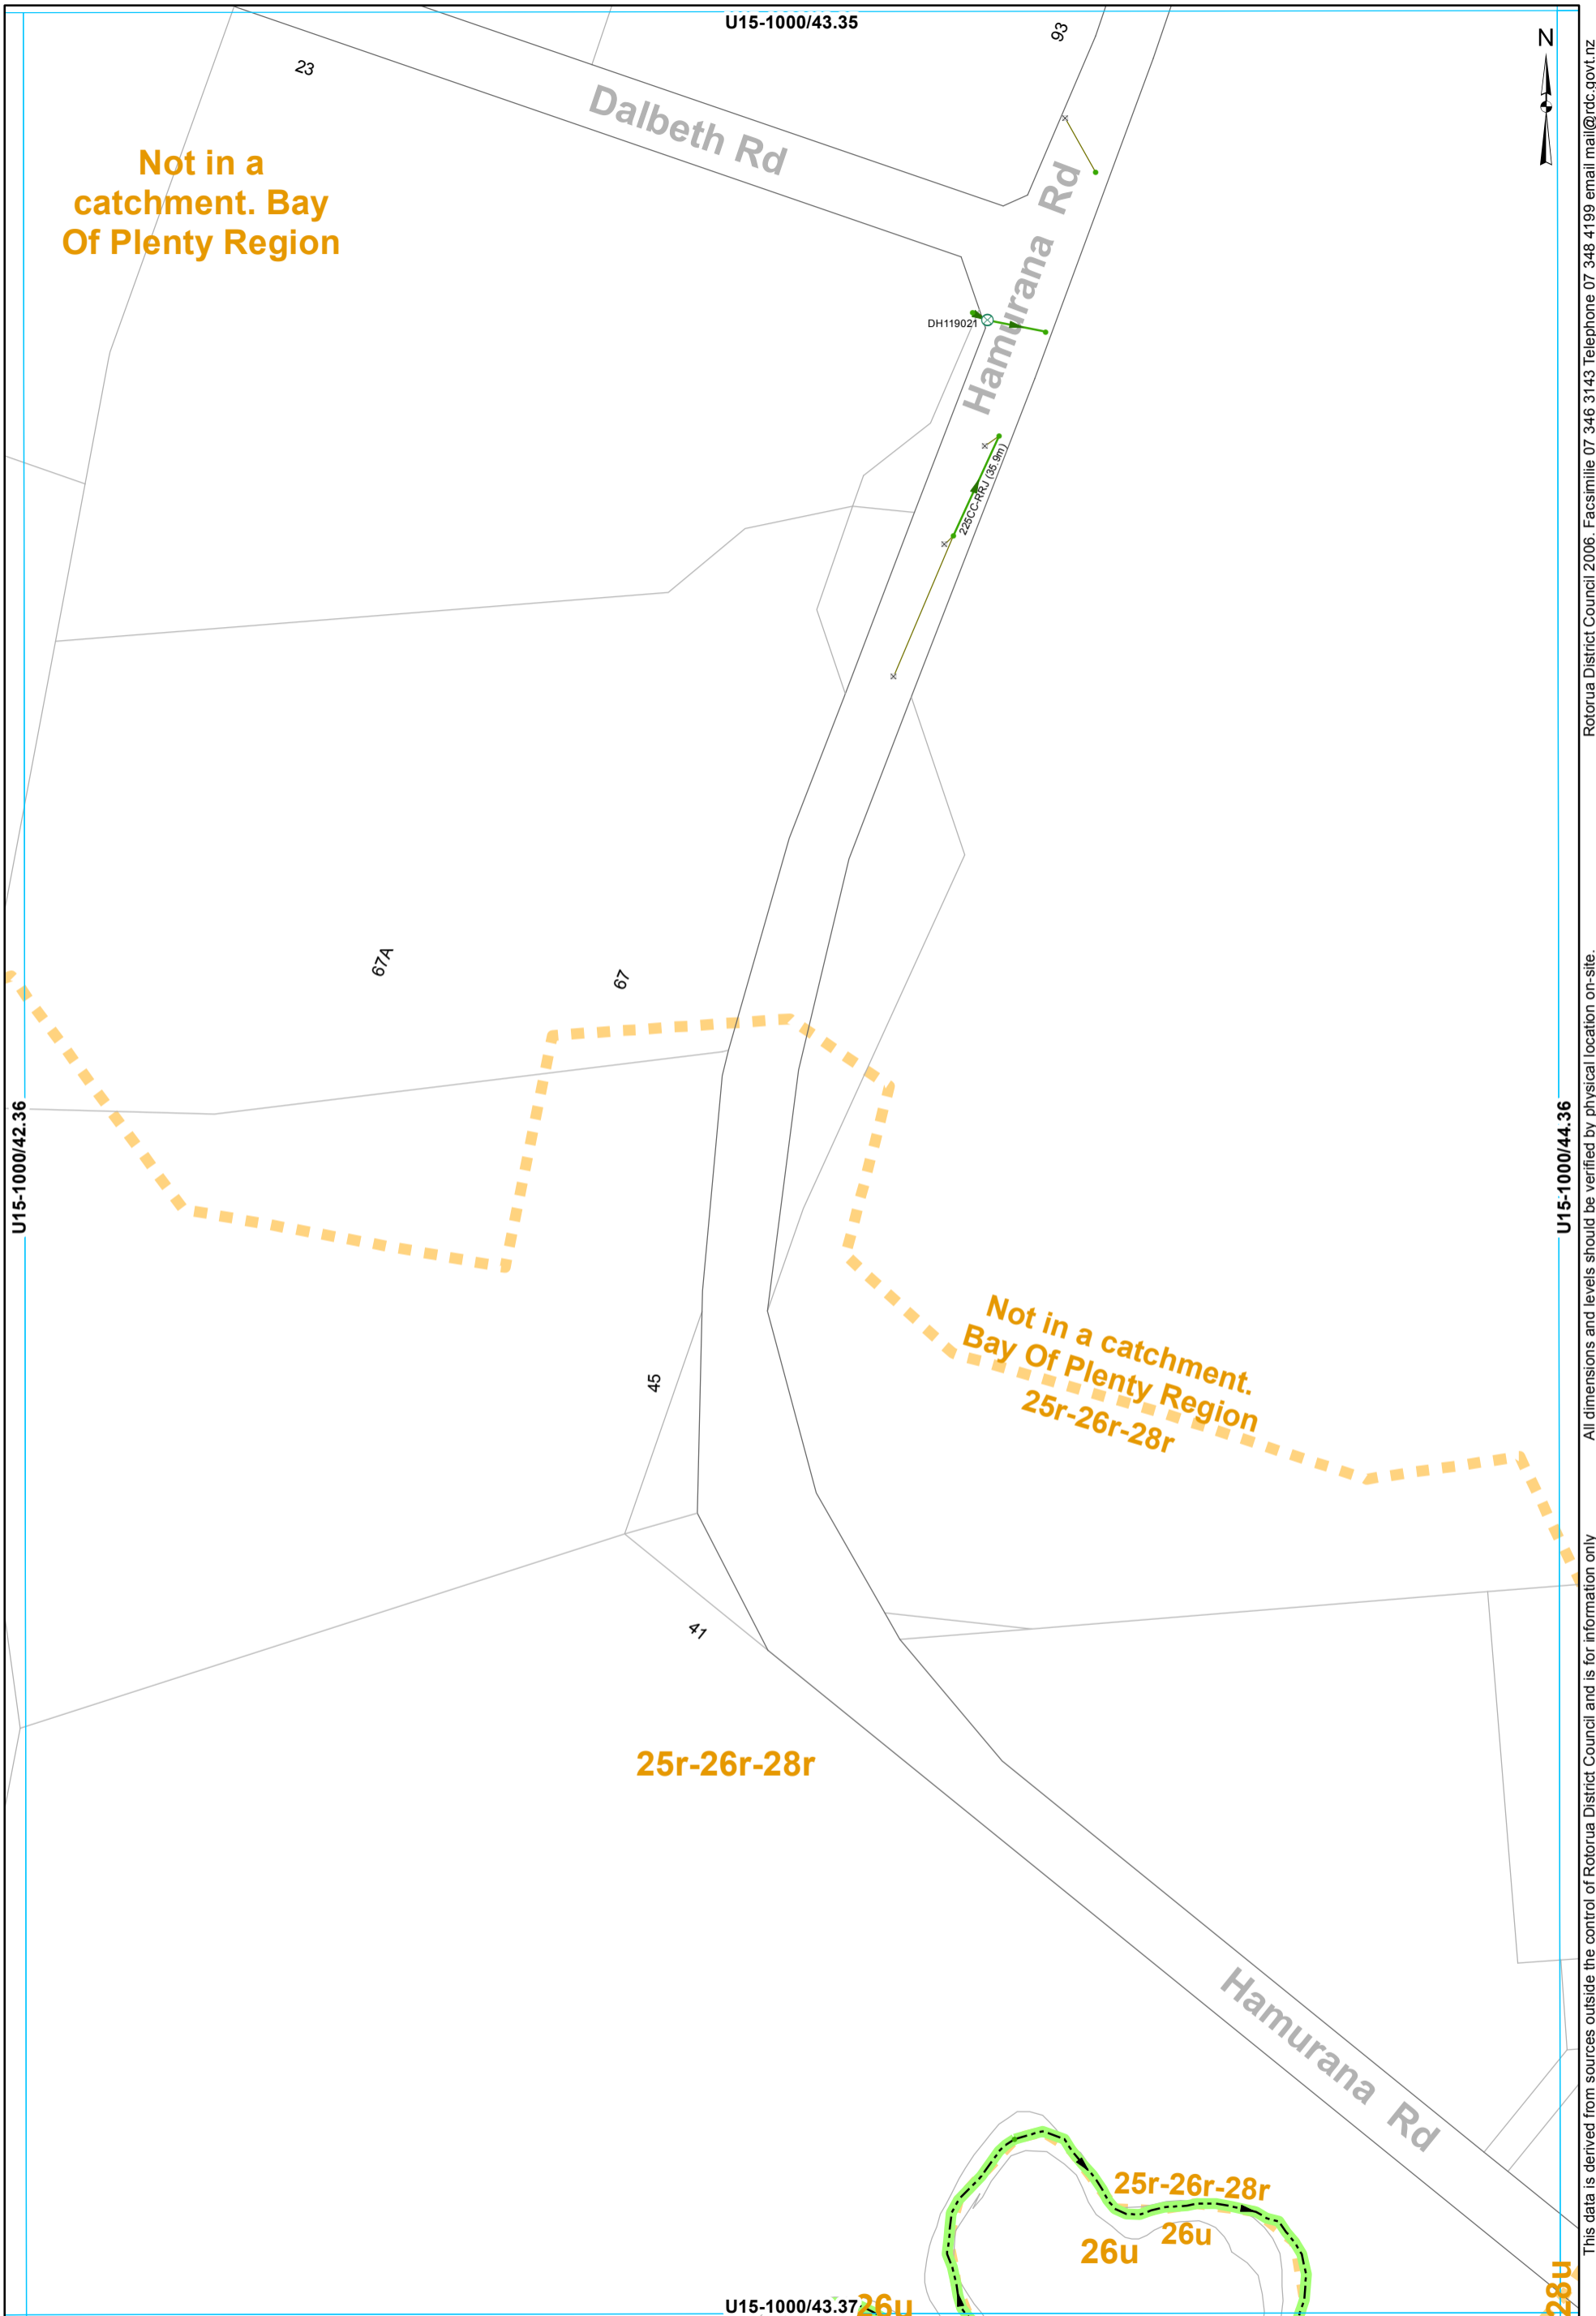 U15-1000/43.35
93
N
23
Dalbeth Rd
Not in a
catchment. Bay
Of Plenty Region
Hamurana Rd
DH119021
225CC-RRJ (35.9m)
67A
67
U15-1000/42.36
U15-1000/44.36
Not in a catchment.
Bay Of Plenty Region
25r-26r-28r
45
41
25r-26r-28r
Hamurana Rd
25r-26r-28r
26u
26u
28u
U15-1000/43.37
26u
This data is derived from sources outside the control of Rotorua District Council and is for information only
All dimensions and levels should be verified by physical location on-site.
Rotorua District Council 2006. Facsimilie 07 346 3143 Telephone 07 348 4199 email mail@rdc.govt.nz